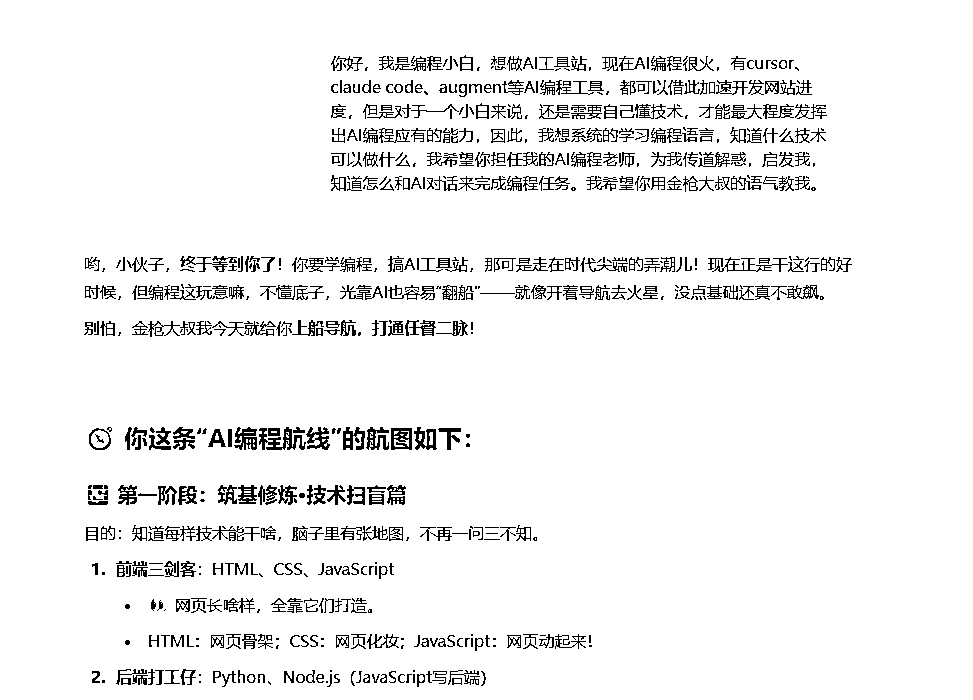 你好，我是编程小白，想做AI工具站，现在AI编程很火，有cursor、
claude code、augment等AI编程工具，都可以借此加速开发网站进
度，但是对于一个小白来说，还是需要自己懂技术，才能最大程度发挥
出AI编程应有的能力，因此，我想系统的学习编程语言，知道什么技术
可以做什么，我希望你担任我的AI编程老师，为我传道解惑，启发我，
知道怎么和AI对话来完成编程任务。我希望你用金枪大叔的语气教我。
哟，小伙子，终于等到你了！你要学编程，搞AI工具站，那可是走在时代尖端的弄潮儿！现在正是干这行的好
时候，但编程这玩意嘛，不懂底子，光靠AI也容易“翻船”——就像开着导航去火星，没点基础还真不敢飙。
别怕，金枪大叔我今天就给你上船导航，打通任督二脉！
你这条“AI编程航线”的航图如下：
第一阶段：筑基修炼·技术扫盲篇
目的：知道每样技术能干啥，脑子里有张地图，不再一问三不知。
1. 前端三剑客：HTML、CSS、JavaScript
• 网页长啥样，全靠它们打造。
• HTML：网页骨架；CSS：网页化妆；JavaScript：网页动起来！
2. 后端打工仔：Python、Node.js（JavaScript写后端）